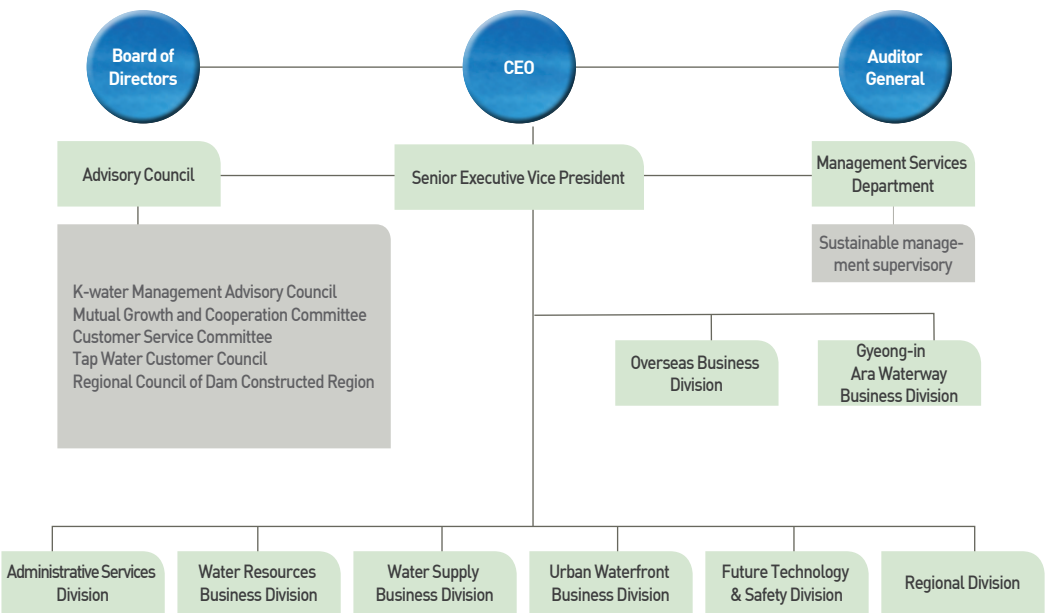 Board of
Directors
CEO
Auditor
General
Advisory Council
Senior Executive Vice President
Management Services
Department
Sustainable manage-
ment supervisory
K-water Management Advisory Council
Mutual Growth and Cooperation Committee
Customer Service Committee
Tap Water Customer Council
Regional Council of Dam Constructed Region
Overseas Business
Division
Gyeong-in
Ara Waterway
Business Division
Administrative Services
Division
Water Resources
Business Division
Water Supply
Business Division
Urban Waterfront
Business Division
Future Technology
& Safety Division
Regional Division